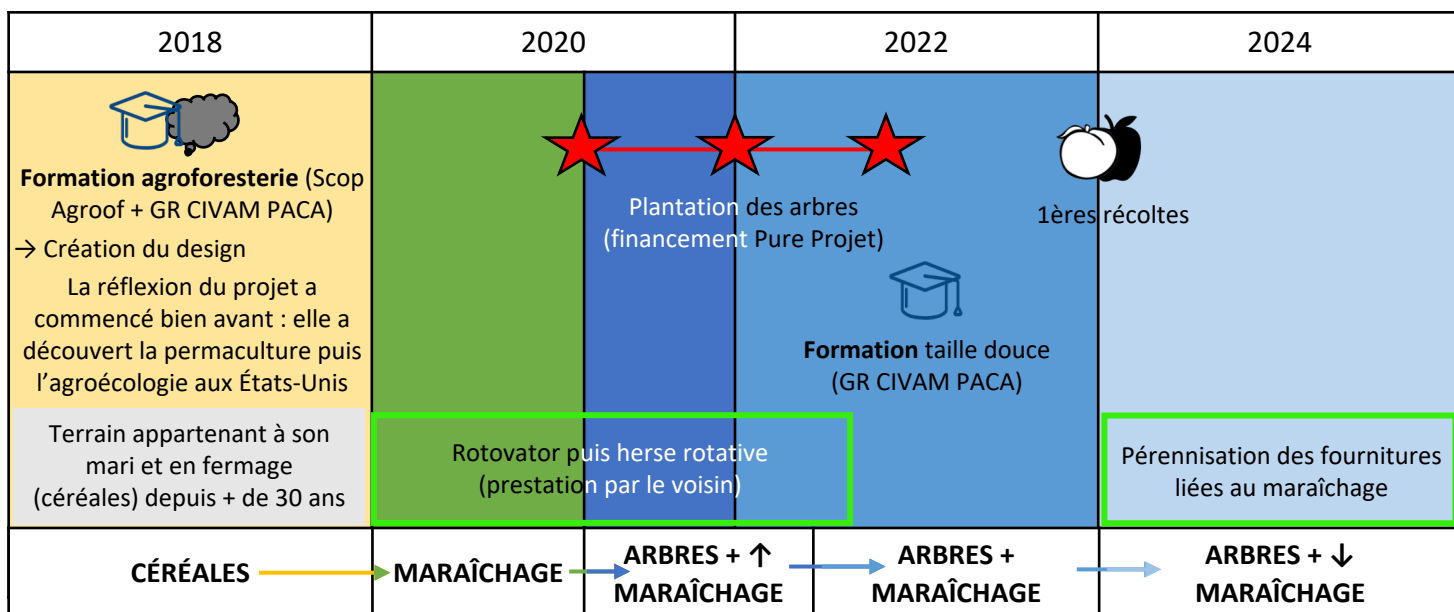 2018
2020
2022
2024
Formation agroforesterie (Scop
Agroof + GR CIVAM PACA)
→ Création du design
La réflexion du projet a
commencé bien avant : elle a
découvert la permaculture puis
l’agroécologie aux États-Unis
Terrain appartenant à son
mari et en fermage
(céréales) depuis + de 30 ans
Plantation des arbres
(financement Pure Projet)
Formation taille douce
(GR CIVAM PACA)
1ères récoltes
Rotovator puis herse rotative
(prestation par le voisin)
Pérennisation des fournitures
liées au maraîchage
CÉRÉALES
MARAÎCHAGE
ARBRES + ↑
MARAÎCHAGE
ARBRES +
MARAÎCHAGE
ARBRES + ↓
MARAÎCHAGE